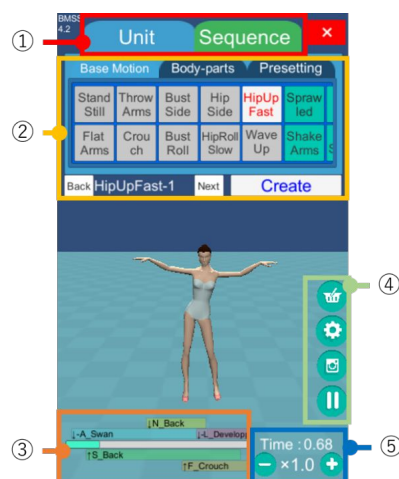 BMSS
4.2
Unit
Sequence
×
①
Base Motion
Body-parts
Presetting
Stand
Still
Throw
Arms
Bust
Side
Hip
Side
HipUp
Fast
Spraw
led
②
Flat
Arms
Crou
ch
Bust
Roll
HipRoll
Slow
Wave
Up
Shake
Arms
S
Back
HipUpFast-1
Next
Create
④
↓N_Back
↓-A_Swan
↓-L_Develop
③
↑S_Back
↑F_Crouch
Time : 0.68
⑤
− ×1.0 +